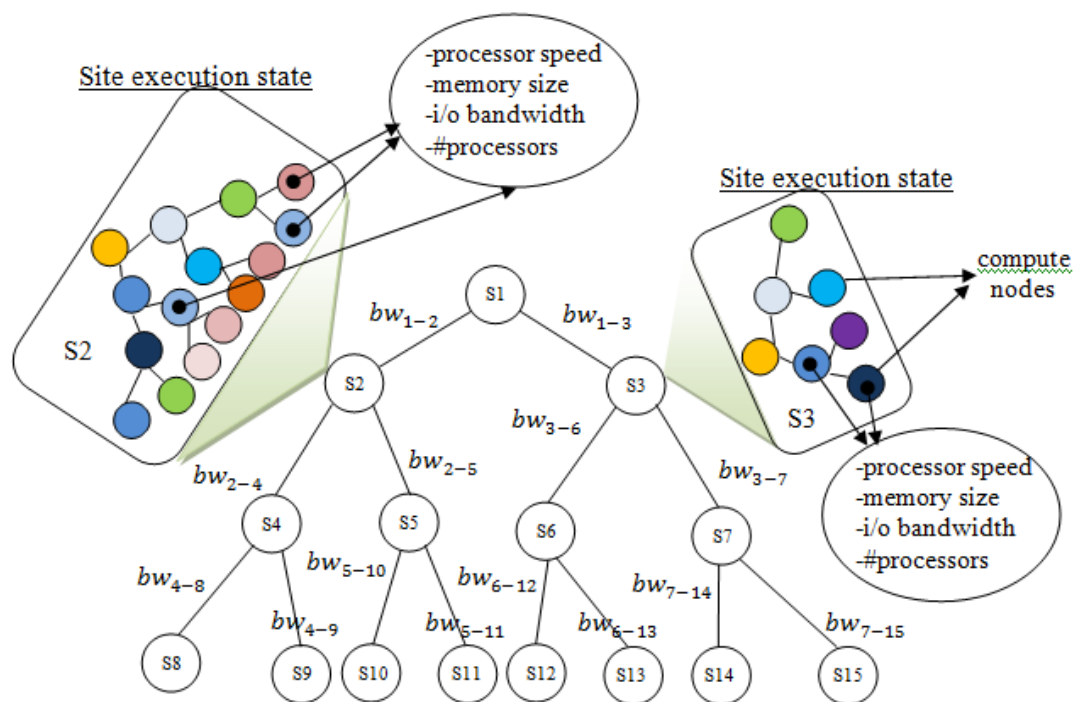 -processor speed
-memory size
-i/o bandwidth
-#processors
Site execution state
Site execution state
compute
nodes
S2
S3
S1
bw₁₋₂
bw₁₋₃
S2
S3
bw₃₋₆
bw₂₋₄
bw₂₋₅
bw₃₋₇
-processor speed
-memory size
-i/o bandwidth
-#processors
S4
S5
S6
S7
bw₄₋₈
bw₅₋₁₀
bw₆₋₁₂
bw₇₋₁₄
bw₄₋₉
bw₅₋₁₁
bw₆₋₁₃
bw₇₋₁₅
S8
S9
S10
S11
S12
S13
S14
S15